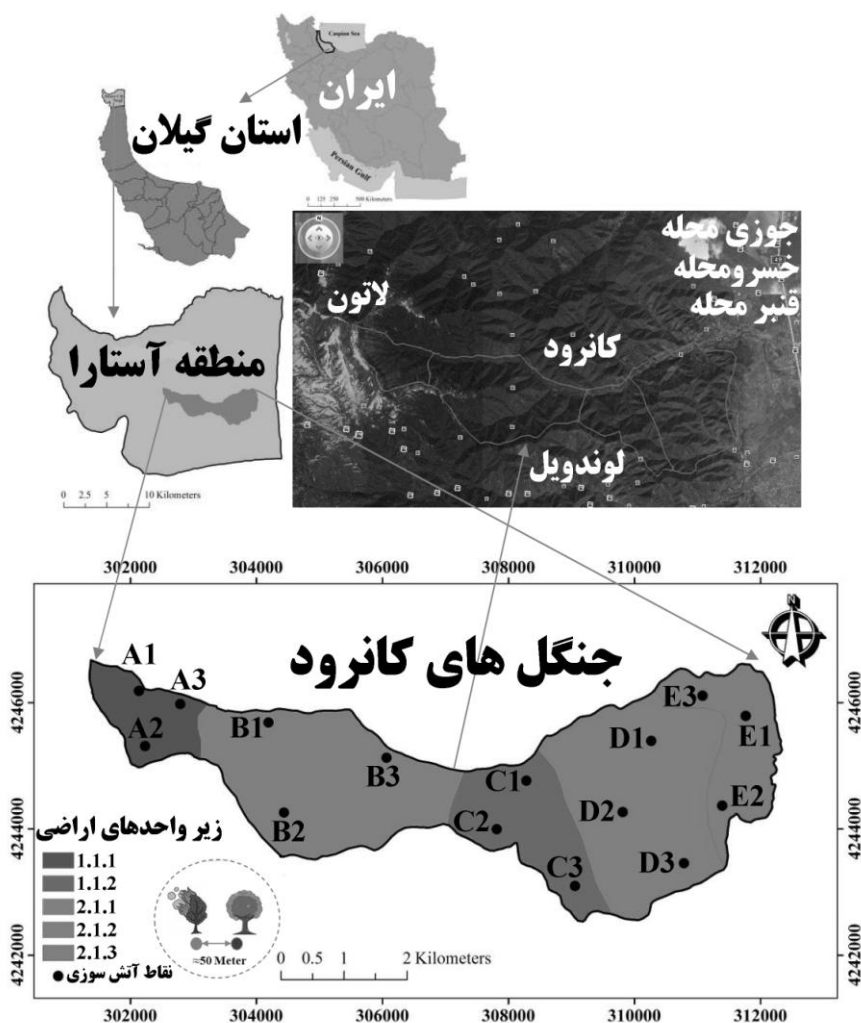 Caspian Sea
ایران
Persian Gulf
0 125 250 500 Kilometers
استان گیلان
منطقه آستارا
0 2.5 5 10 Kilometers
N
جوزی محله
خسرومحله
قنبر محله
لاتون
کانرود
لوندویل
302000 304000 306000 308000 310000 312000
جنگل های کانرود
N
4246000 4246000
4244000 4244000
4242000 4242000
A1
A3
A2
B1
B3
B2
C1
C2
C3
D1
D2
D3
E3
E1
E2
زیر واحدهای اراضی
1.1.1
1.1.2
2.1.1
2.1.2
2.1.3
نقاط آتش سوزی
≈50 Meter
0 0.5 1 2 Kilometers
302000 304000 306000 308000 310000 312000